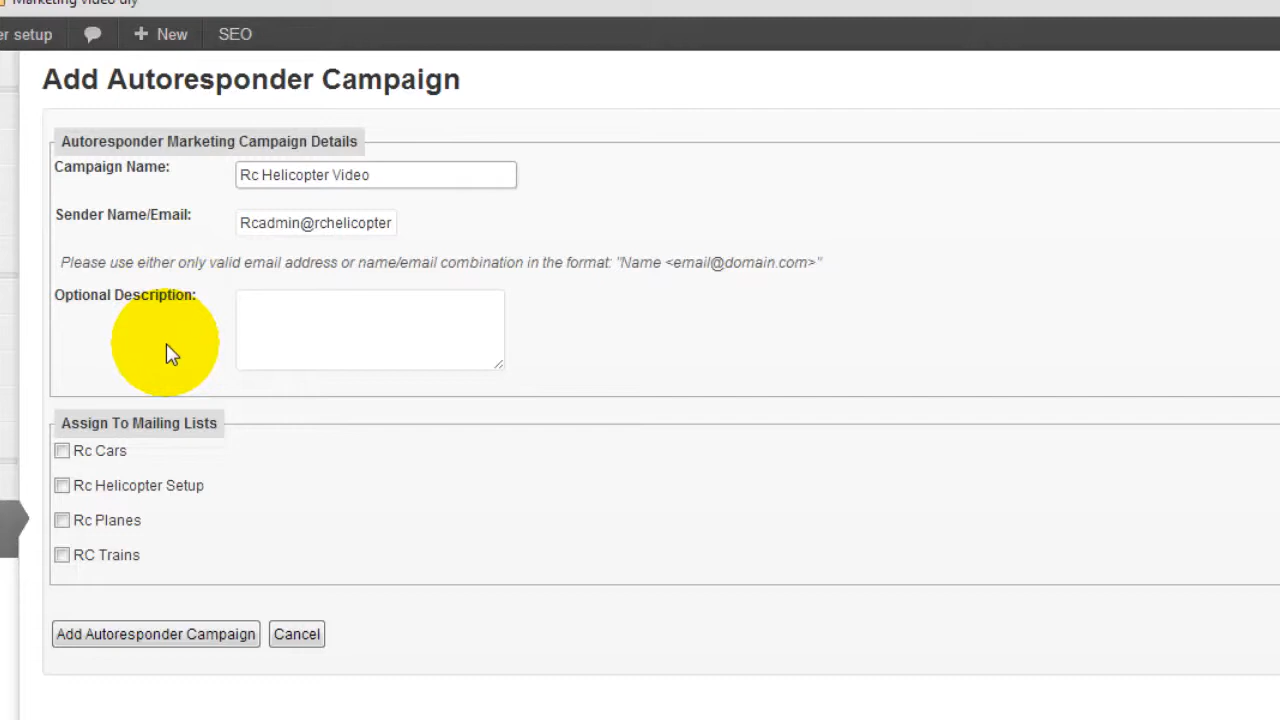 Marketing video diy
er setup
New
SEO
Add Autoresponder Campaign
Autoresponder Marketing Campaign Details
Campaign Name:
Rc Helicopter Video
Sender Name/Email:
Rcadmin@rchelicopter
Please use either only valid email address or name/email combination in the format: "Name <email@domain.com>"
Optional Description:
Assign To Mailing Lists
Rc Cars
Rc Helicopter Setup
Rc Planes
RC Trains
Add Autoresponder Campaign
Cancel